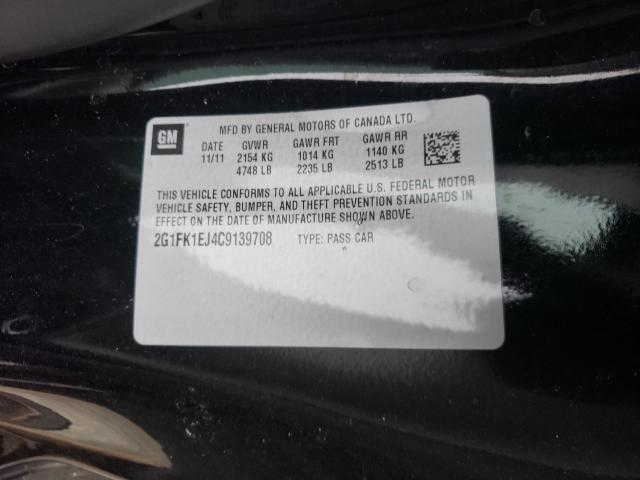 MFD BY GENERAL MOTORS OF CANADA LTD.
GM
DATE GVWR GAWR FRT GAWR RR
11/11 2154 KG 1014 KG 1140 KG
4748 LB 2235 LB 2513 LB
THIS VEHICLE CONFORMS TO ALL APPLICABLE U.S. FEDERAL MOTOR
VEHICLE SAFETY, BUMPER, AND THEFT PREVENTION STANDARDS IN
EFFECT ON THE DATE OF MANUFACTURE SHOWN ABOVE.
2G1FK1EJ4C9139708 TYPE: PASS CAR